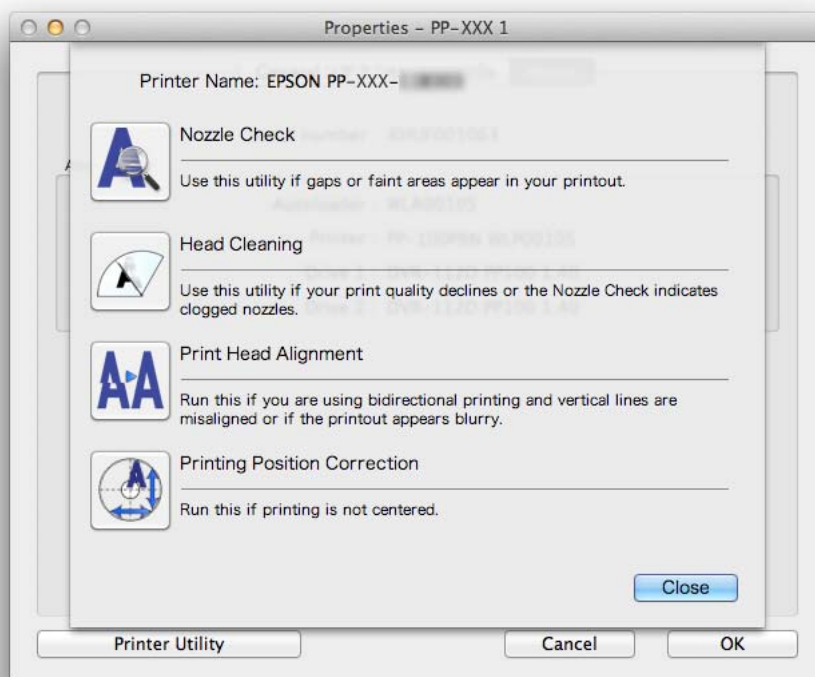 Properties – PP-XXX 1
Printer Name: EPSON PP-XXX-
Nozzle Check
Use this utility if gaps or faint areas appear in your printout.
Head Cleaning
Use this utility if your print quality declines or the Nozzle Check indicates
clogged nozzles.
Print Head Alignment
Run this if you are using bidirectional printing and vertical lines are
misaligned or if the printout appears blurry.
Printing Position Correction
Run this if printing is not centered.
Close
Printer Utility
Cancel
OK